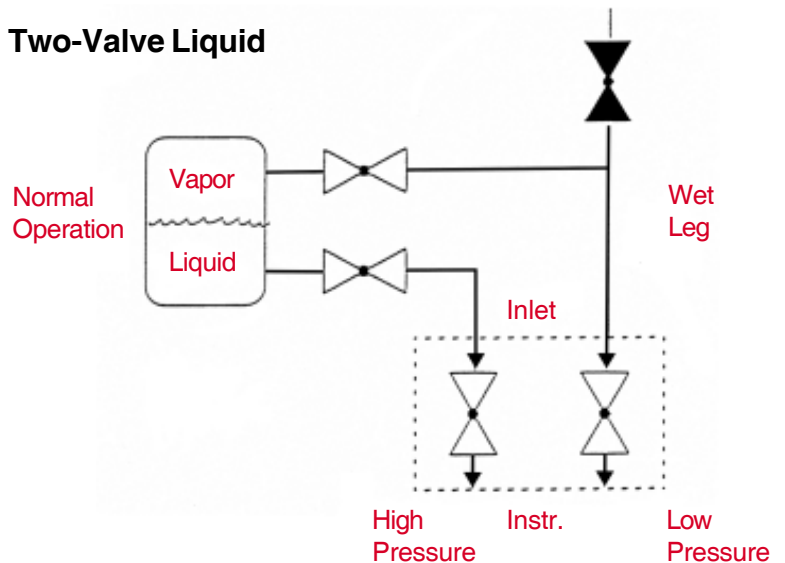 Two-Valve Liquid
Vapor
Normal
Operation
Wet
Leg
Liquid
Inlet
High
Pressure
Instr.
Low
Pressure